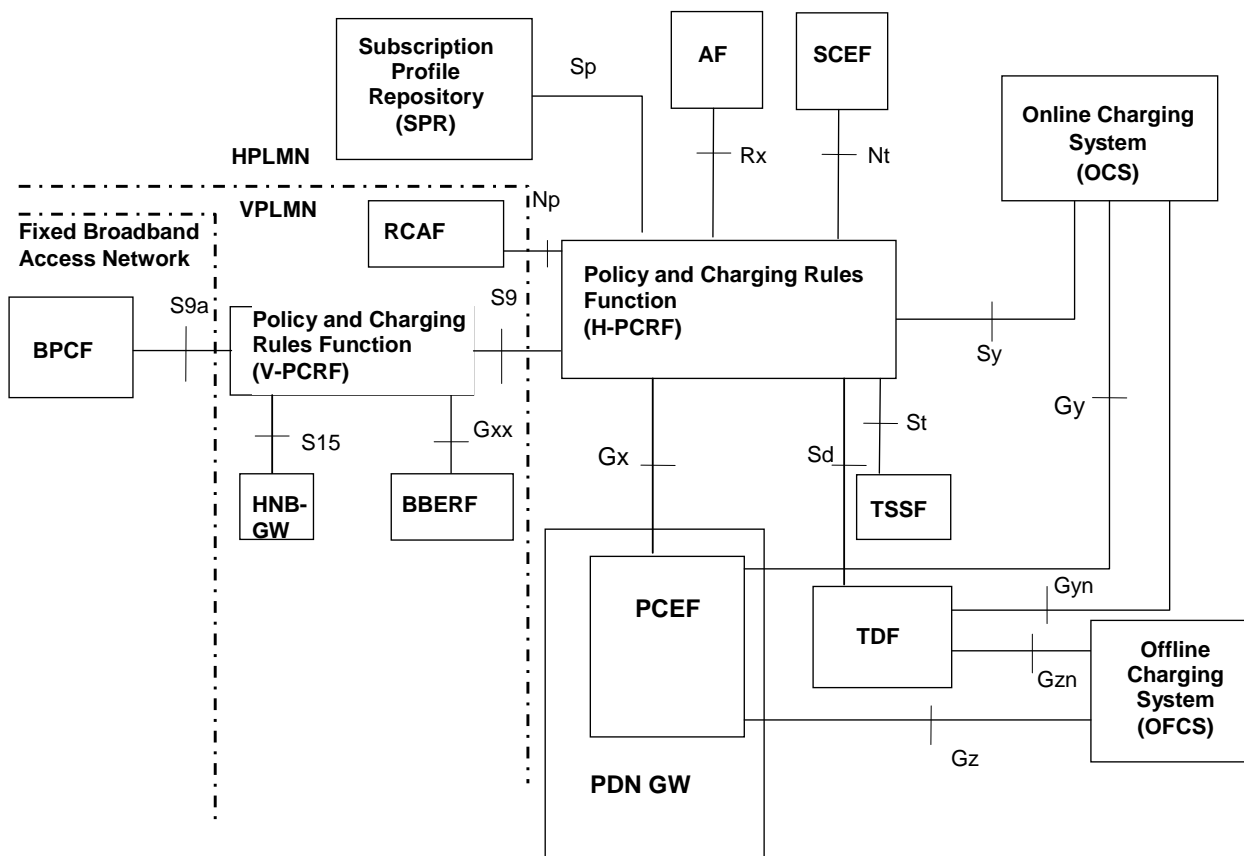 Subscription
Profile
Repository
(SPR)
Sp
AF
SCEF
Online Charging
System
(OCS)
Rx
Nt
HPLMN
VPLMN
Np
Fixed Broadband
Access Network
RCAF
Policy and Charging Rules
Function
(H-PCRF)
S9a
S9
BPCF
Policy and Charging
Rules Function
(V-PCRF)
Sy
Gy
S15
Gxx
Gx
Sd
St
HNB-
GW
BBERF
TSSF
PCEF
TDF
Gyn
Gzn
Offline
Charging
System
(OFCS)
Gz
PDN GW